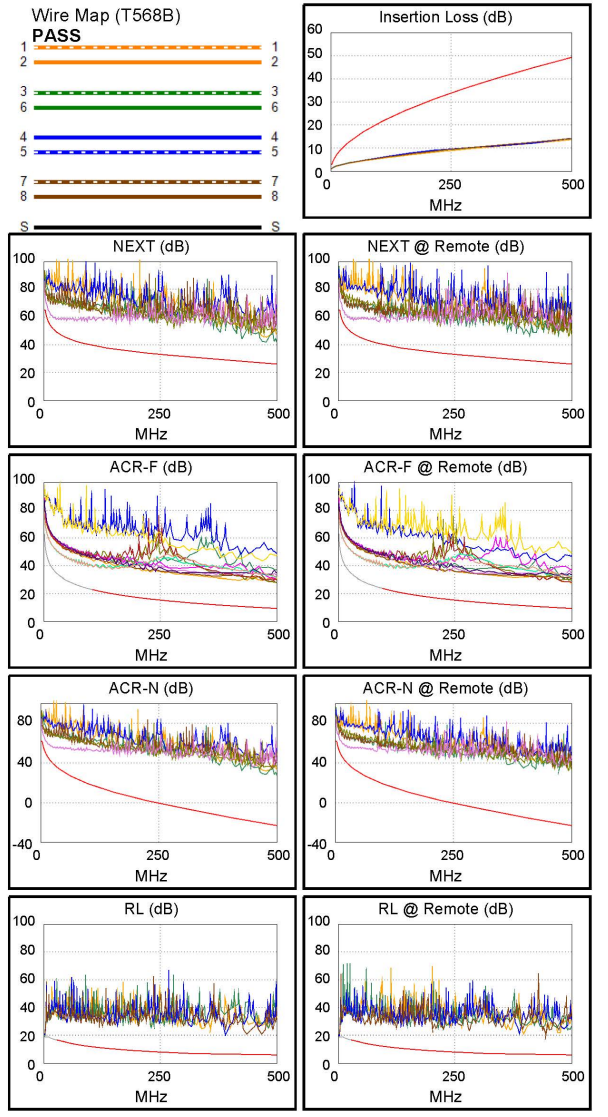 Wire Map (T568B)
PASS
1 1
2 2
3 3
6 6
4 4
5 5
7 7
8 8
S S
Insertion Loss (dB)
60
50
40
30
20
10
0
0 250 500
MHz
NEXT (dB)
100
80
60
40
20
0
0 250 500
MHz
NEXT @ Remote (dB)
100
80
60
40
20
0
0 250 500
MHz
ACR-F (dB)
100
80
60
40
20
0
0 250 500
MHz
ACR-F @ Remote (dB)
100
80
60
40
20
0
0 250 500
MHz
ACR-N (dB)
80
40
0
-40
0 250 500
MHz
ACR-N @ Remote (dB)
80
40
0
-40
0 250 500
MHz
RL (dB)
100
80
60
40
20
0
0 250 500
MHz
RL @ Remote (dB)
100
80
60
40
20
0
0 250 500
MHz